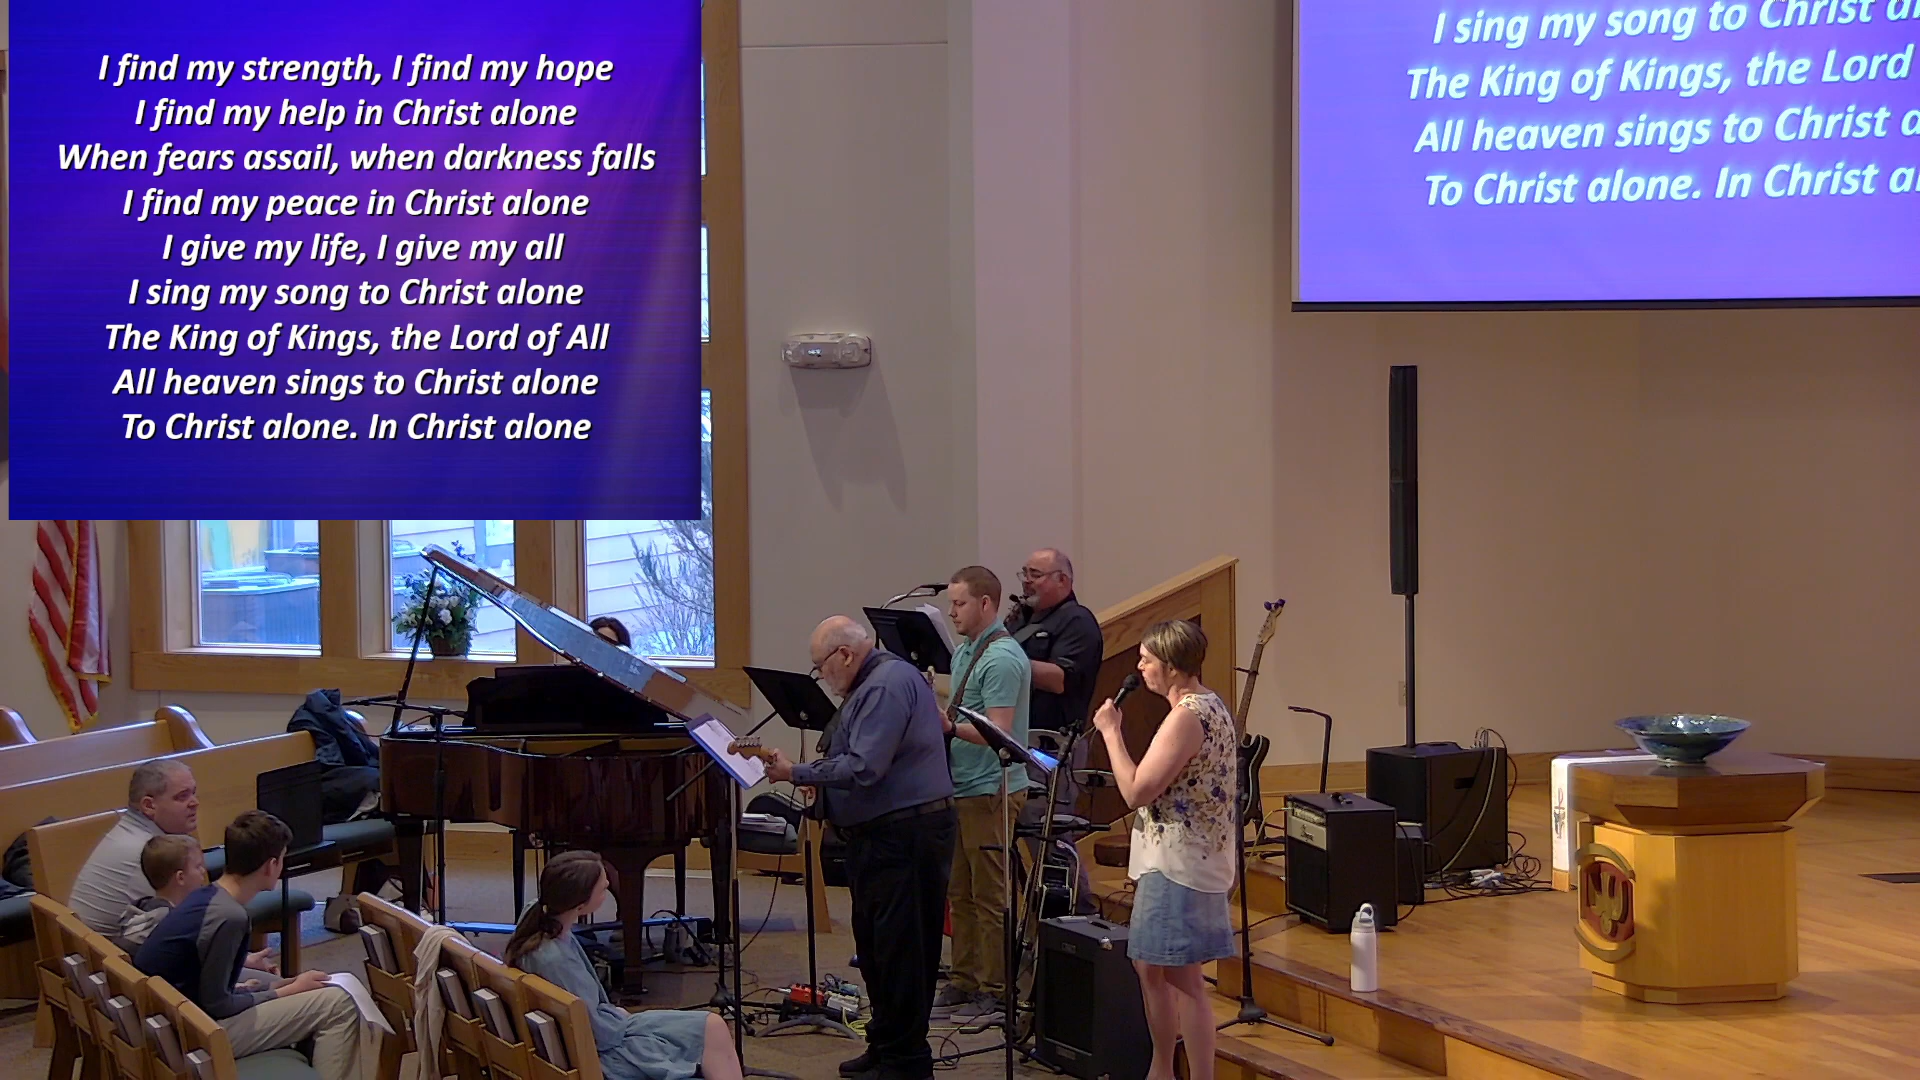 I find my strength, I find my hope
I find my help in Christ alone
When fears assail, when darkness falls
I find my peace in Christ alone
I give my life, I give my all
I sing my song to Christ alone
The King of Kings, the Lord of All
All heaven sings to Christ alone
To Christ alone. In Christ alone
I sing my song to Christ
The King of Kings, the Lord
All heaven sings to Christ
To Christ alone. In Christ